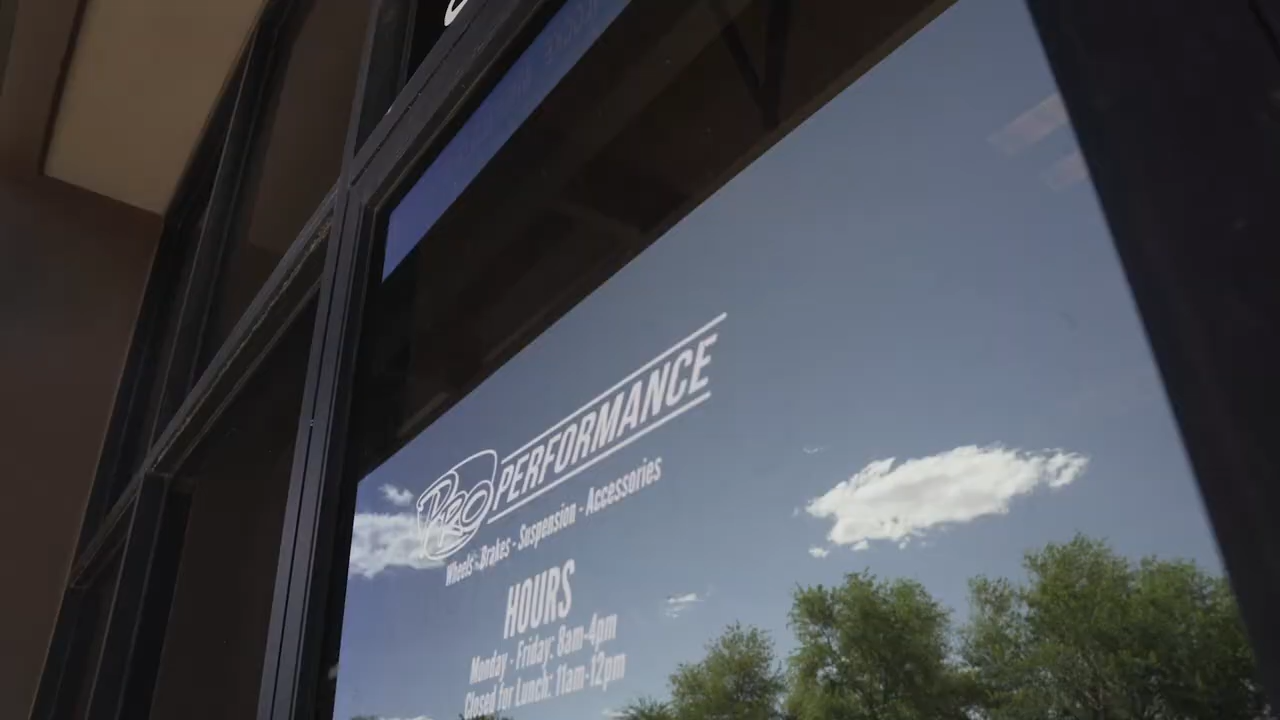 PRO PERFORMANCE
Wheels - Brakes - Suspension - Accessories
HOURS
Monday - Friday: 8am-4pm
Closed for Lunch: 11am-12pm